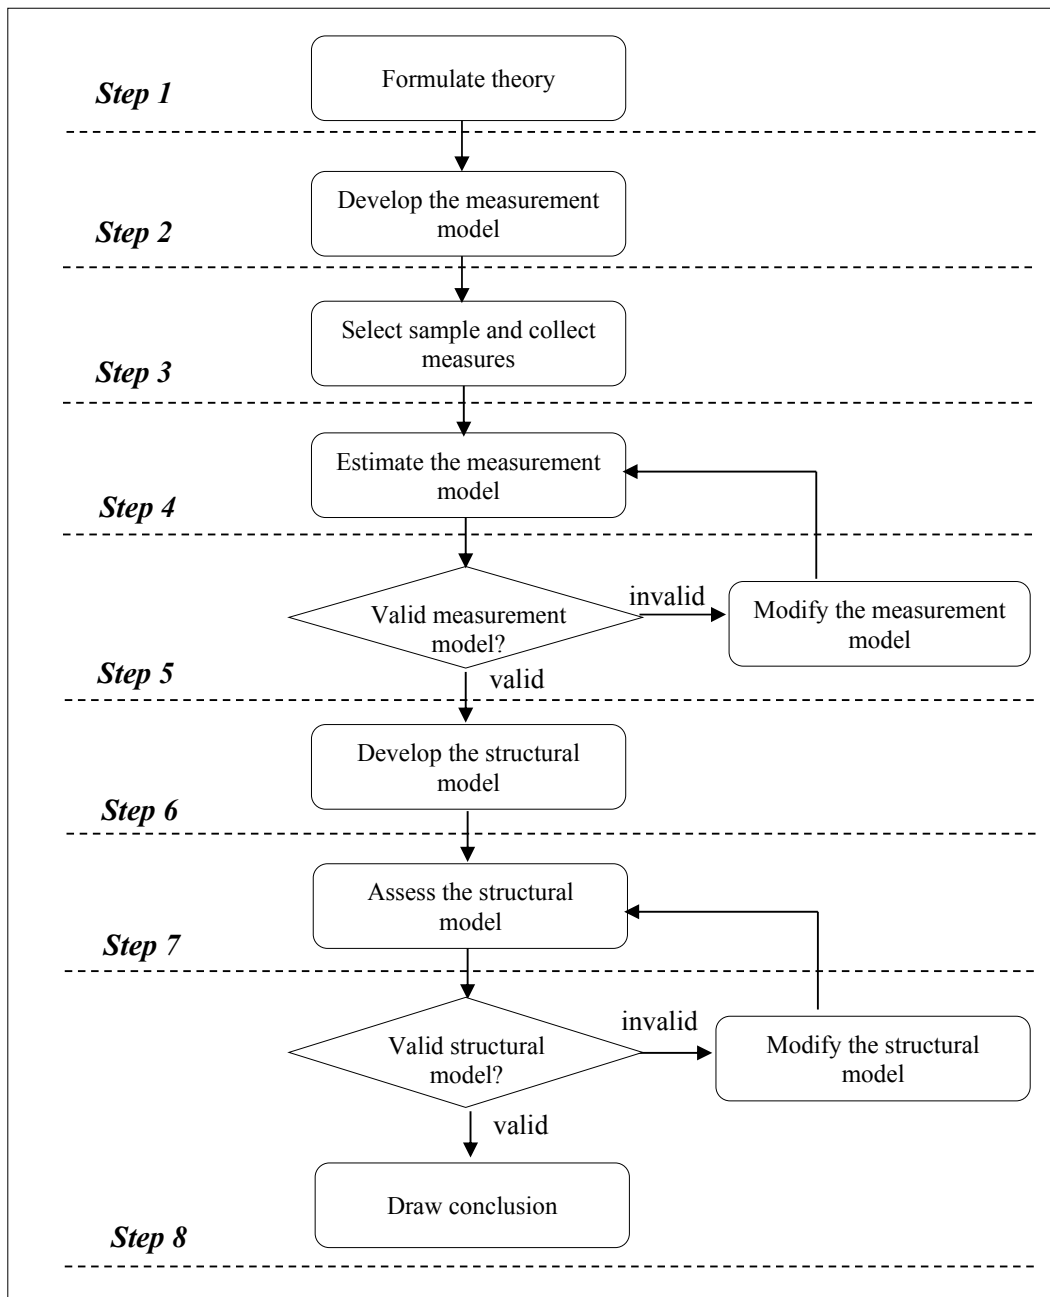 Formulate theory
Step 1
Develop the measurement
model
Step 2
Select sample and collect
measures
Step 3
Estimate the measurement
model
Step 4
invalid
Valid measurement
model?
Modify the measurement
model
Step 5
valid
Develop the structural
model
Step 6
Assess the structural
model
Step 7
invalid
Valid structural
model?
Modify the structural
model
valid
Draw conclusion
Step 8